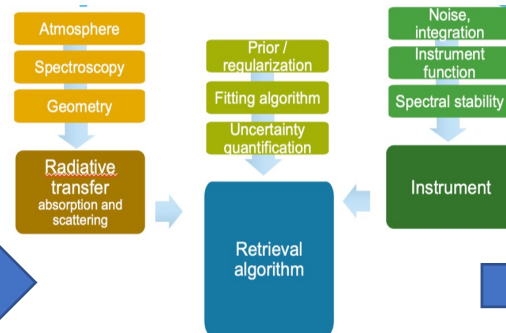 Atmosphere
Spectroscopy
Geometry
Radiative
transfer
absorption and
scattering
Prior /
regularization
Fitting algorithm
Uncertainty
quantification
Retrieval
algorithm
Noise,
integration
Instrument
function
Spectral stability
Instrument